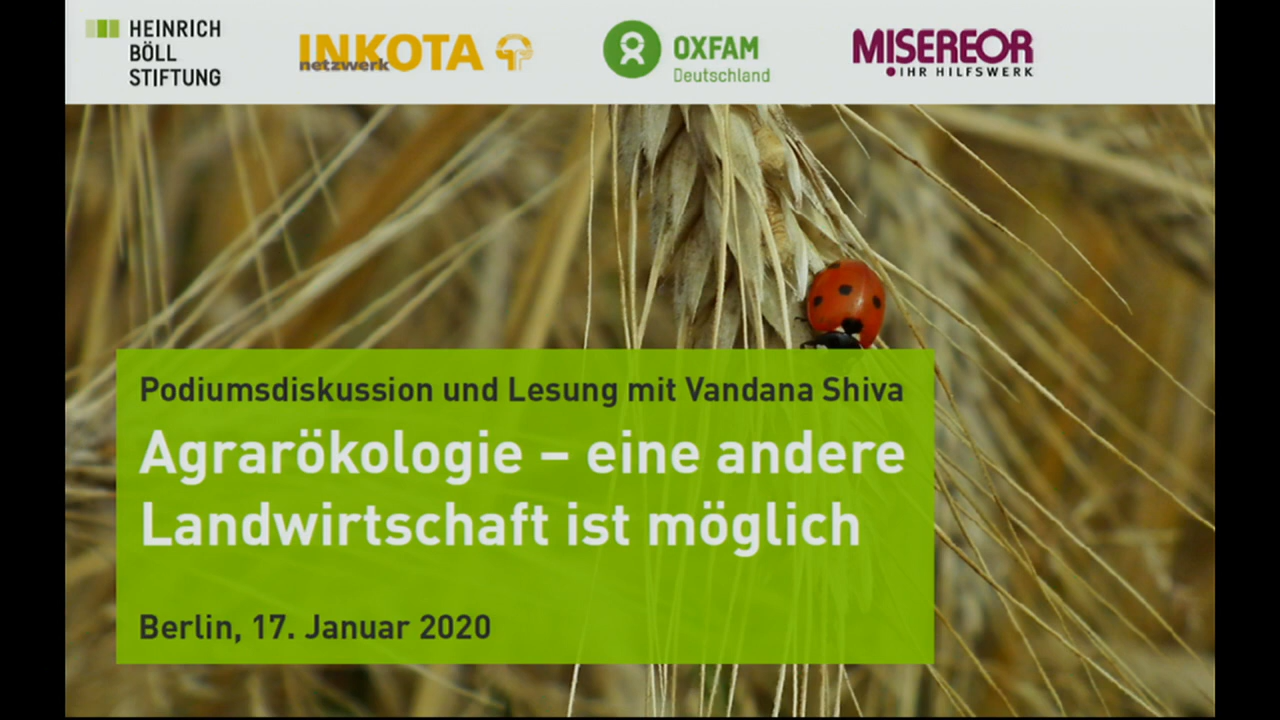 HEINRICH
BÖLL
STIFTUNG
INKOTA
netzwerk
OXFAM
Deutschland
MISEREOR
IHR HILFSWERK
Podiumsdiskussion und Lesung mit Vandana Shiva
Agrarökologie – eine andere
Landwirtschaft ist möglich
Berlin, 17. Januar 2020